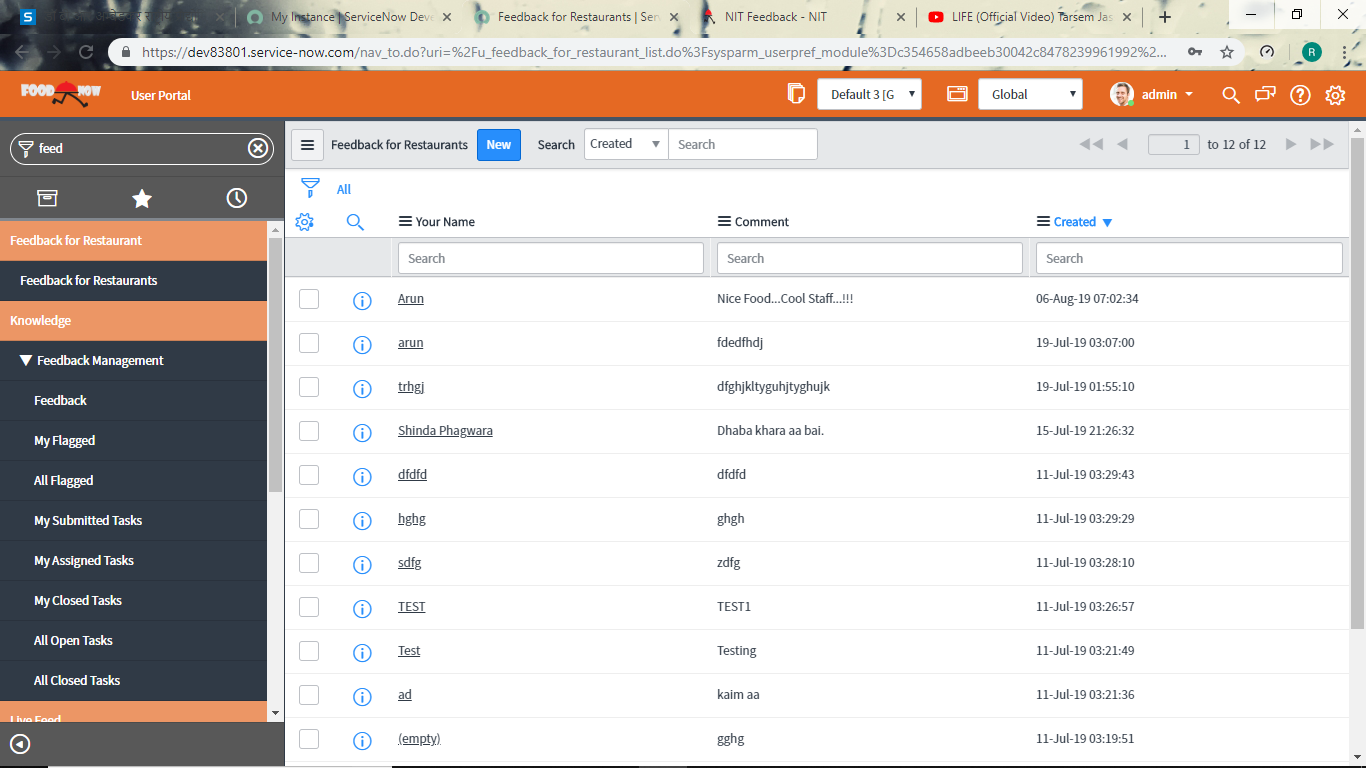 My Instance | ServiceNow Deve
Feedback for Restaurants | Serv
NIT Feedback - NIT
LIFE (Official Video) Tarsem Jas
https://dev83801.service-now.com/nav_to.do?uri=%2Fu_feedback_for_restaurant_list.do%3Fsysparm_userpref_module%3Dc354658adbeeb30042c8478239961992%2...
R
FOOD NOW
User Portal
Default 3 [G
Global
admin
feed
Feedback for Restaurants
New
Search
Created
Search
1 to 12 of 12
All
Your Name Comment Created
Search Search Search
Feedback for Restaurant
Feedback for Restaurants
Knowledge
Feedback Management
Feedback
My Flagged
All Flagged
My Submitted Tasks
My Assigned Tasks
My Closed Tasks
All Open Tasks
All Closed Tasks
Live Feed
Arun Nice Food...Cool Staff...!!! 06-Aug-19 07:02:34
arun fdedfhdj 19-Jul-19 03:07:00
trhgj dfghjkltyguhjtyghujk 19-Jul-19 01:55:10
Shinda Phagwara Dhaba khara aa bai. 15-Jul-19 21:26:32
dfdfd dfdfd 11-Jul-19 03:29:43
hghg ghgh 11-Jul-19 03:29:29
sdfg zdfg 11-Jul-19 03:28:10
TEST TEST1 11-Jul-19 03:26:57
Test Testing 11-Jul-19 03:21:49
ad kaim aa 11-Jul-19 03:21:36
(empty) gghg 11-Jul-19 03:19:51